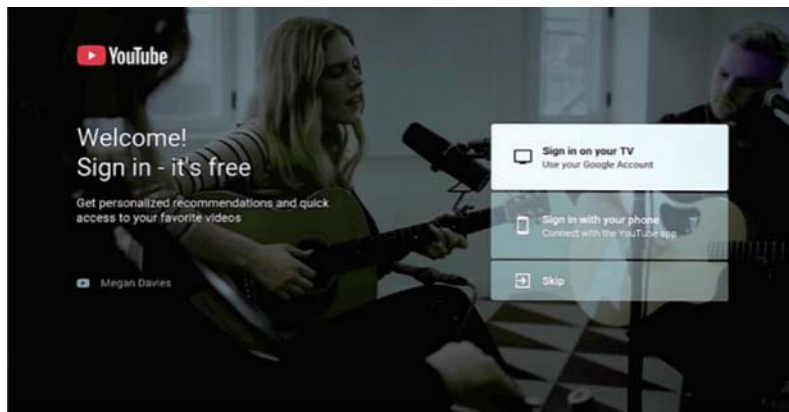 YouTube
Welcome!
Sign in - it's free
Get personalized recommendations and quick
access to your favorite videos
Megan Davies
Sign in on your TV
Use your Google Account
Sign in with your phone
Connect with the YouTube app
Skip